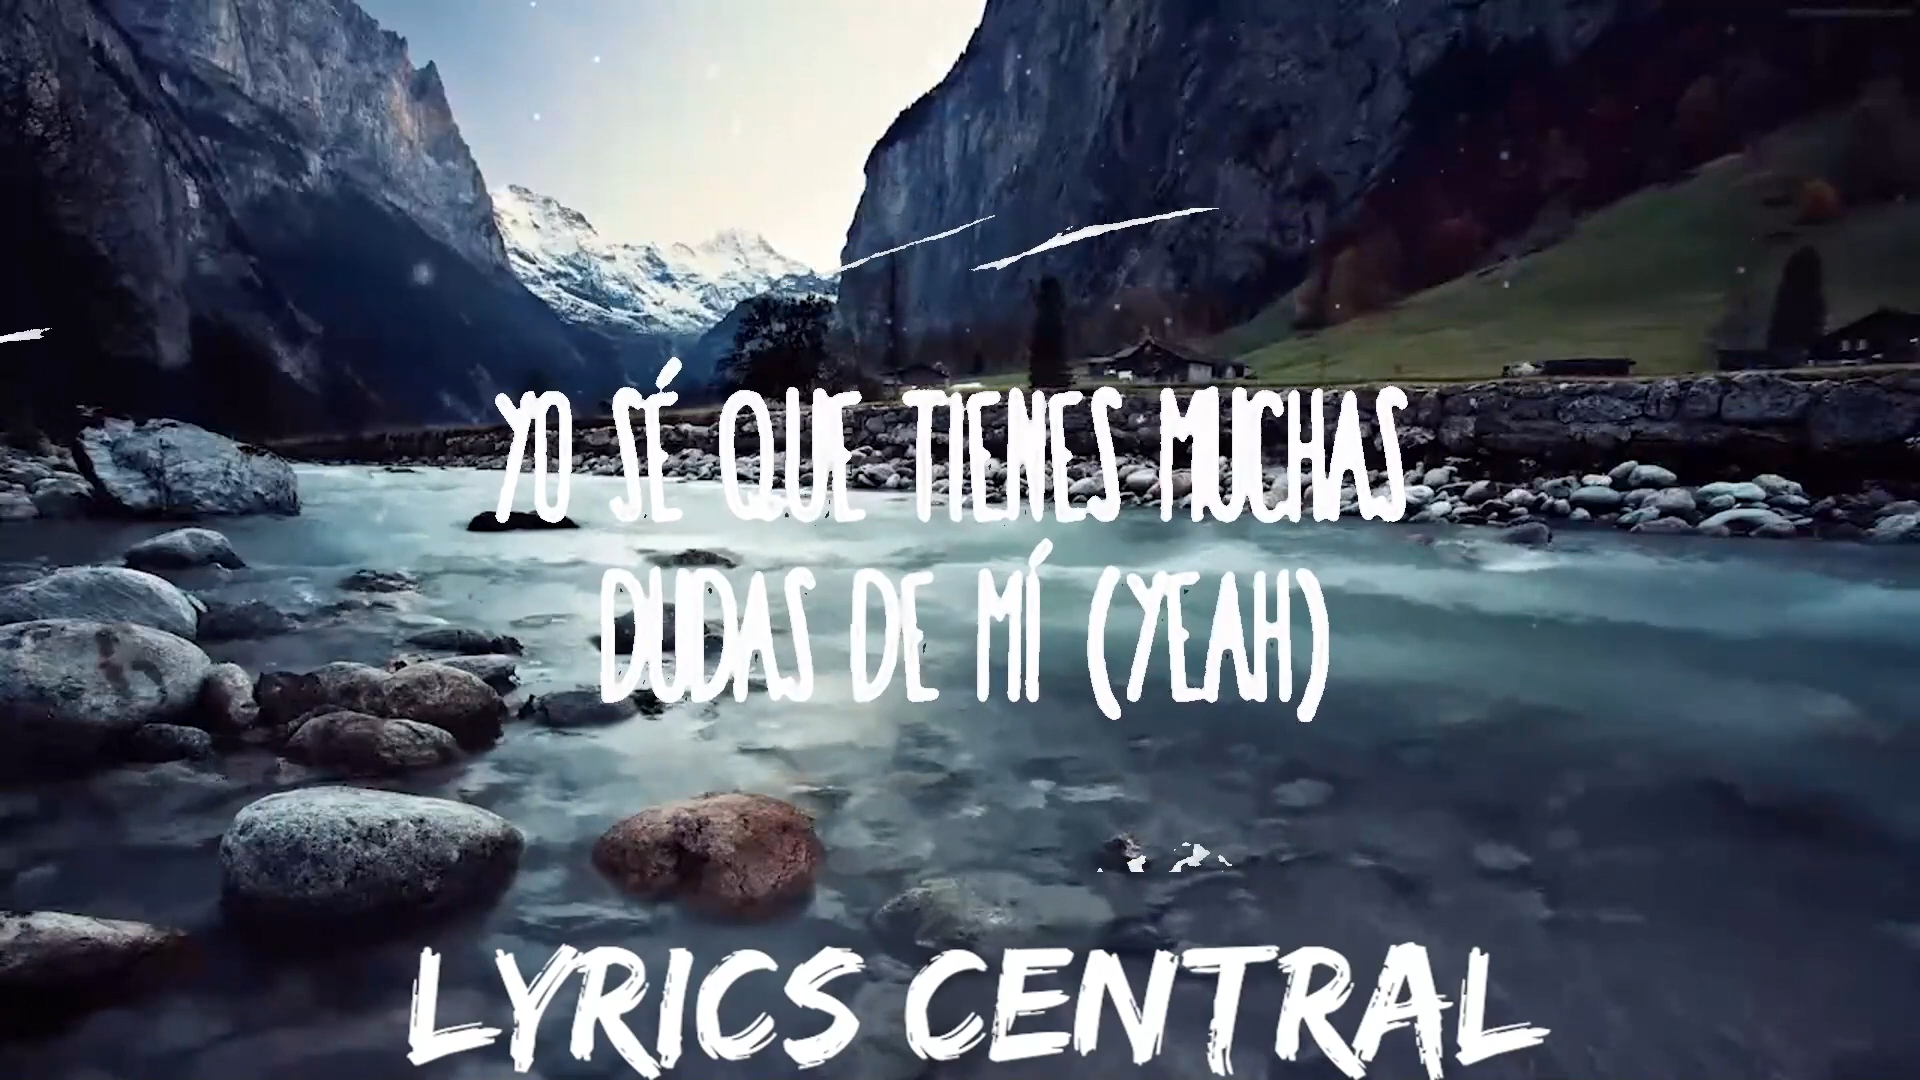 YO SÉ QUE TIENES MUCHAS
DUDAS DE MÍ (YEAH)
LYRICS CENTRAL